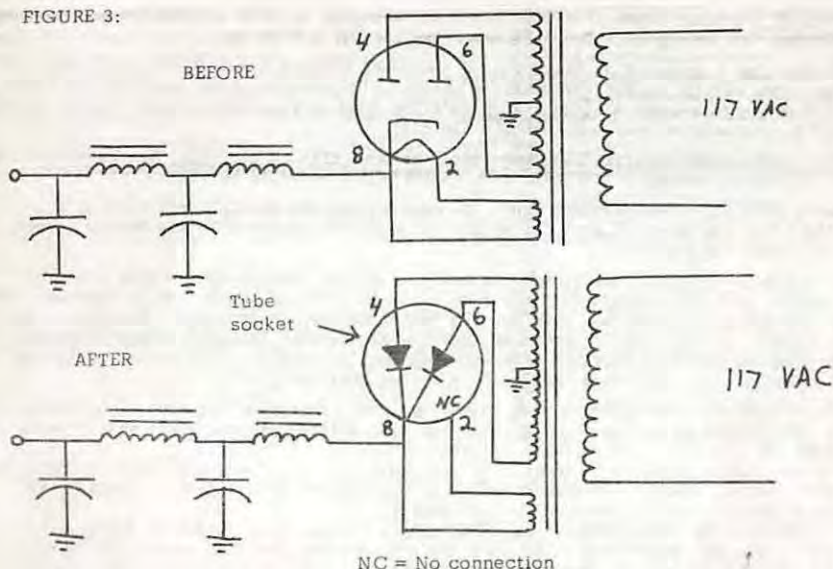 FIGURE 3:
BEFORE
4
6
8
2
117 VAC
Tube
socket
AFTER
4
6
NC
8
2
117 VAC
NC = No connection